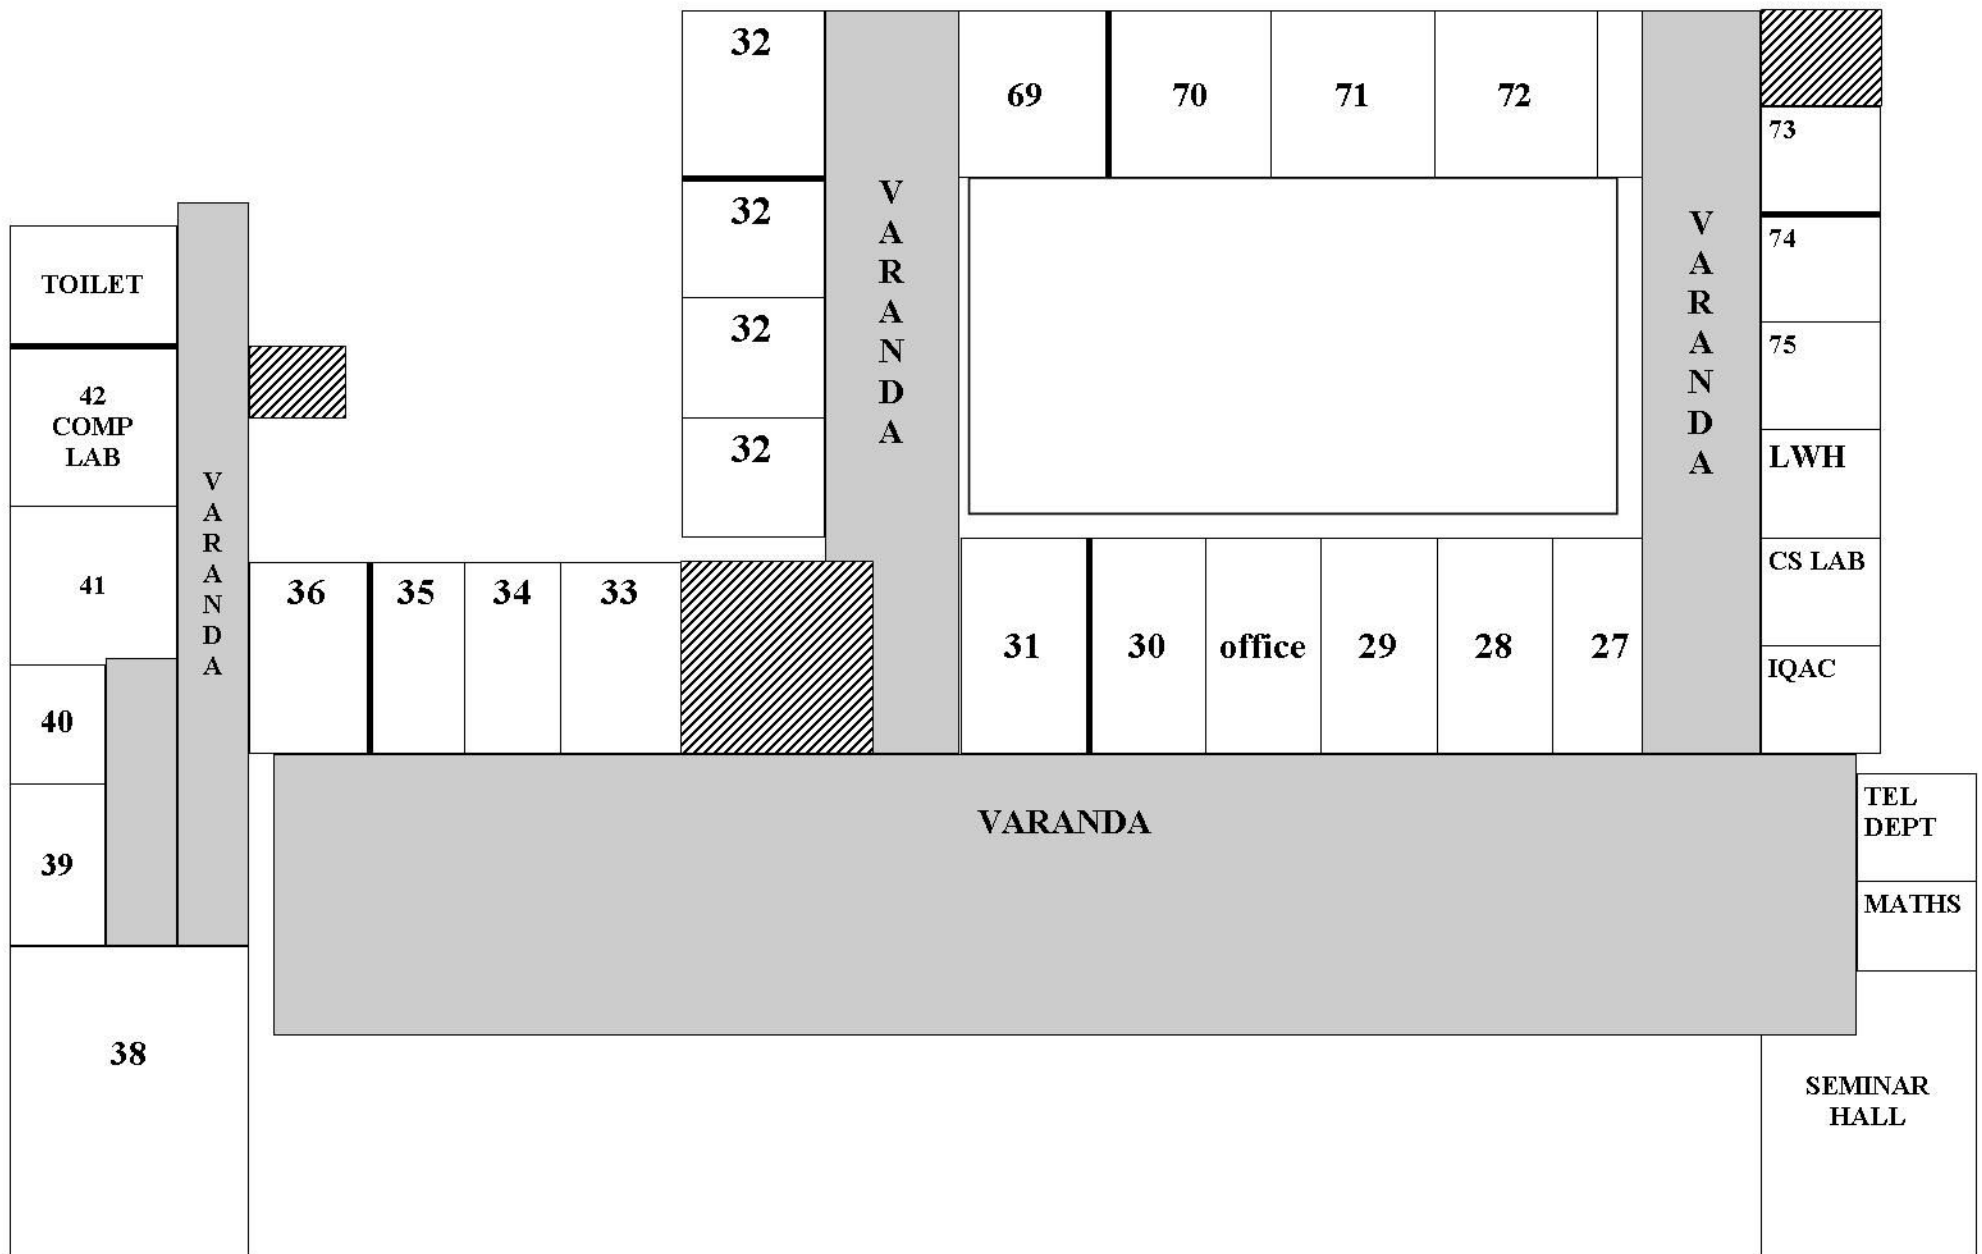 32
69
70
71
72
73
32
74
TOILET
32
75
42
COMP
LAB
32
LWH
V
A
R
A
N
D
A
V
A
R
A
N
D
A
V
A
R
A
N
D
A
41
36
35
34
33
31
30
office
29
28
27
CS LAB
IQAC
40
39
VARANDA
TEL
DEPT
MATHS
38
SEMINAR
HALL